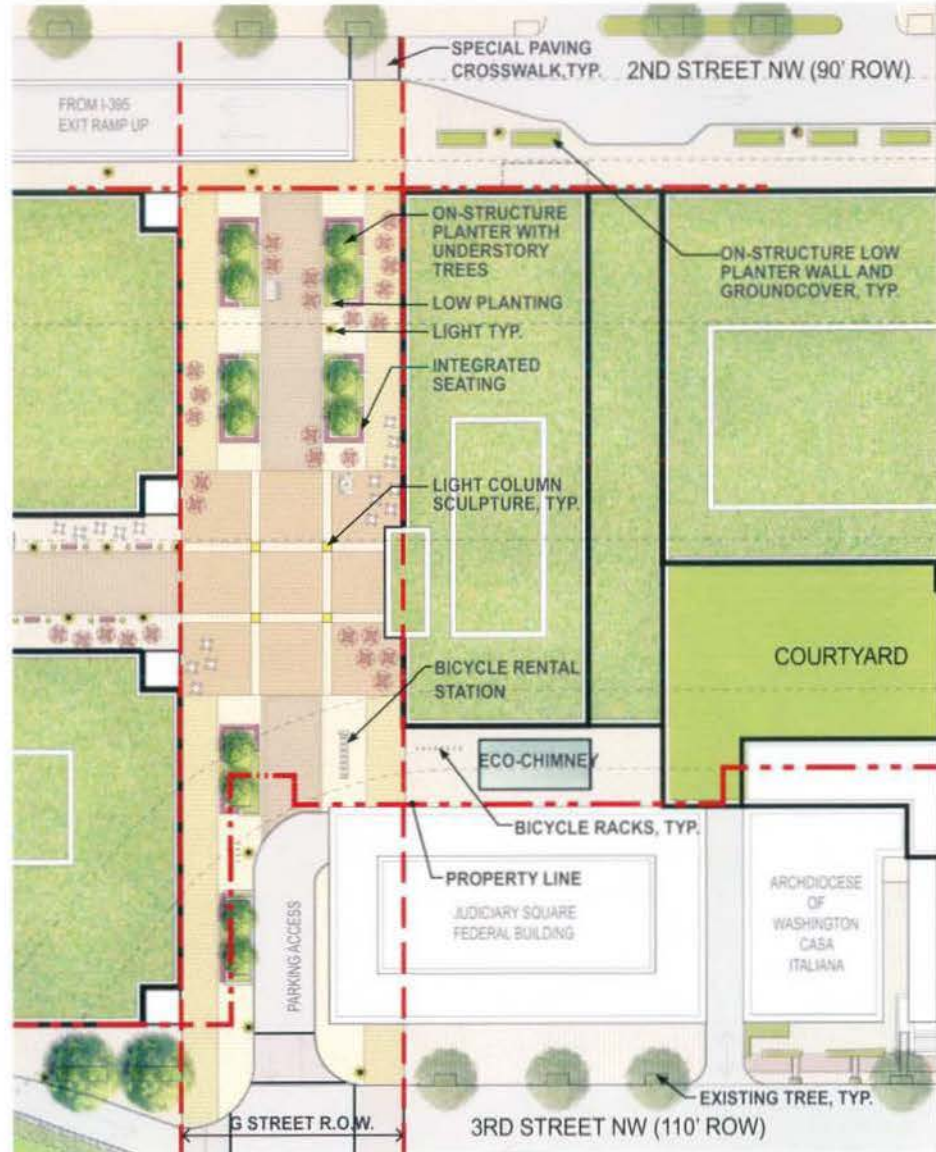 SPECIAL PAVING
CROSSWALK,TYP.
2ND STREET NW (90' ROW)
FROM I-395
EXIT RAMP UP
ON-STRUCTURE
PLANTER WITH
UNDERSTORY
TREES
ON-STRUCTURE LOW
PLANTER WALL AND
GROUNDCOVER, TYP.
LOW PLANTING
LIGHT TYP.
INTEGRATED
SEATING
LIGHT COLUMN
SCULPTURE, TYP.
COURTYARD
BICYCLE RENTAL
STATION
ECO-CHIMNEY
BICYCLE RACKS, TYP.
PROPERTY LINE
JUDICIARY SQUARE
FEDERAL BUILDING
ARCHDIOCESE
OF
WASHINGTON
CASA
ITALIANA
PARKING ACCESS
EXISTING TREE, TYP.
G STREET R.O.W.
3RD STREET NW (110' ROW)